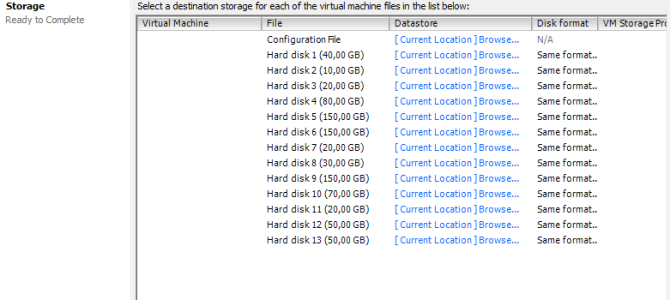 Storage
Ready to Complete
Select a destination storage for each of the virtual machine files in the list below:
Virtual Machine File Datastore Disk format VM Storage Pro
Configuration File [ Current Location ] Browse... N/A
Hard disk 1 (40,00 GB) [ Current Location ] Browse... Same format..
Hard disk 2 (10,00 GB) [ Current Location ] Browse... Same format..
Hard disk 3 (20,00 GB) [ Current Location ] Browse... Same format..
Hard disk 4 (80,00 GB) [ Current Location ] Browse... Same format..
Hard disk 5 (150,00 GB) [ Current Location ] Browse... Same format..
Hard disk 6 (150,00 GB) [ Current Location ] Browse... Same format..
Hard disk 7 (20,00 GB) [ Current Location ] Browse... Same format..
Hard disk 8 (30,00 GB) [ Current Location ] Browse... Same format..
Hard disk 9 (150,00 GB) [ Current Location ] Browse... Same format..
Hard disk 10 (70,00 GB) [ Current Location ] Browse... Same format..
Hard disk 11 (20,00 GB) [ Current Location ] Browse... Same format..
Hard disk 12 (50,00 GB) [ Current Location ] Browse... Same format..
Hard disk 13 (50,00 GB) [ Current Location ] Browse... Same format..